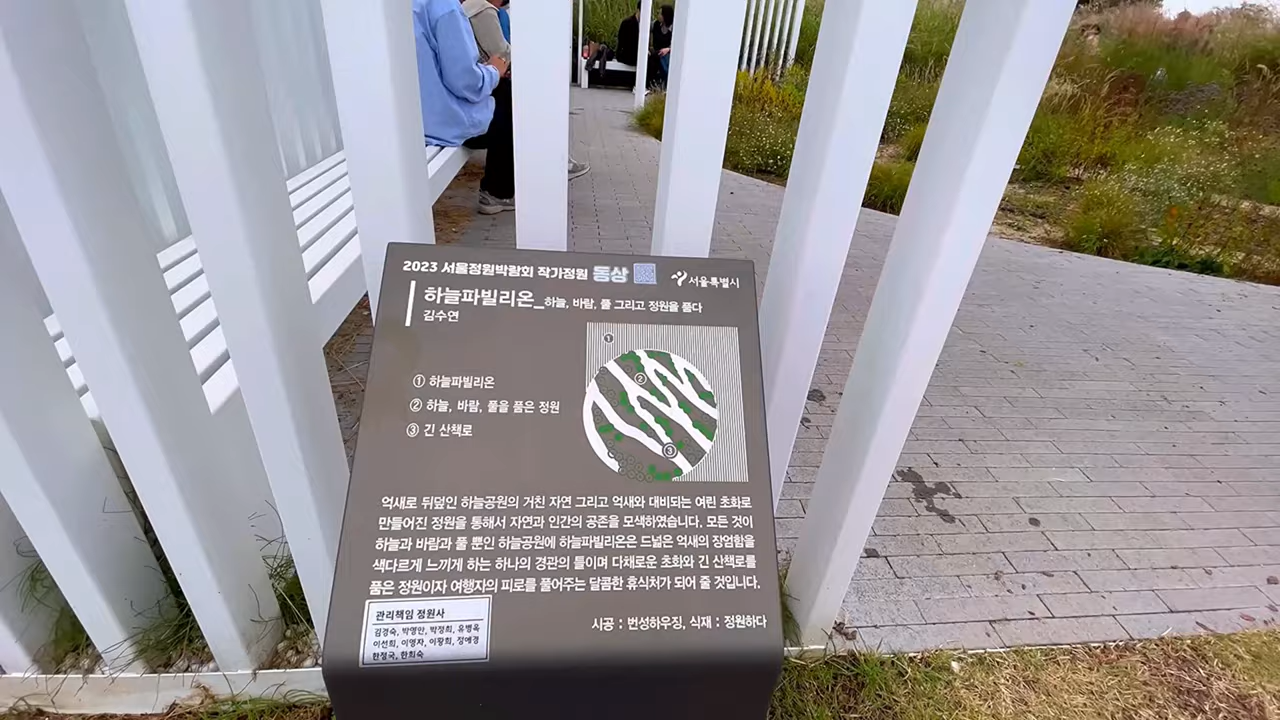 2023 서울정원박람회 작가정원 동상
서울특별시
하늘파빌리온_하늘, 바람, 풀 그리고 정원을 품다
김수연
① 하늘파빌리온
② 하늘, 바람, 풀을 품은 정원
③ 긴 산책로
①
②
③
억새로 뒤덮인 하늘공원의 거친 자연 그리고 억새와 대비되는 여린 초화로
만들어진 정원을 통해서 자연과 인간의 공존을 모색하였습니다. 모든 것이
하늘과 바람과 풀 뿐인 하늘공원에 하늘파빌리온은 드넓은 억새의 장엄함을
색다르게 느끼게 하는 하나의 경관의 틀이며 다채로운 초화와 긴 산책로를
품은 정원이자 여행자의 피로를 풀어주는 달콤한 휴식처가 되어 줄 것입니다.
관리책임 정원사
김경숙, 박영만, 박정희, 유병옥
이선희, 이영자, 이황희, 정애경
한정국, 한희숙
시공 : 번성하우징, 식재 : 정원하다